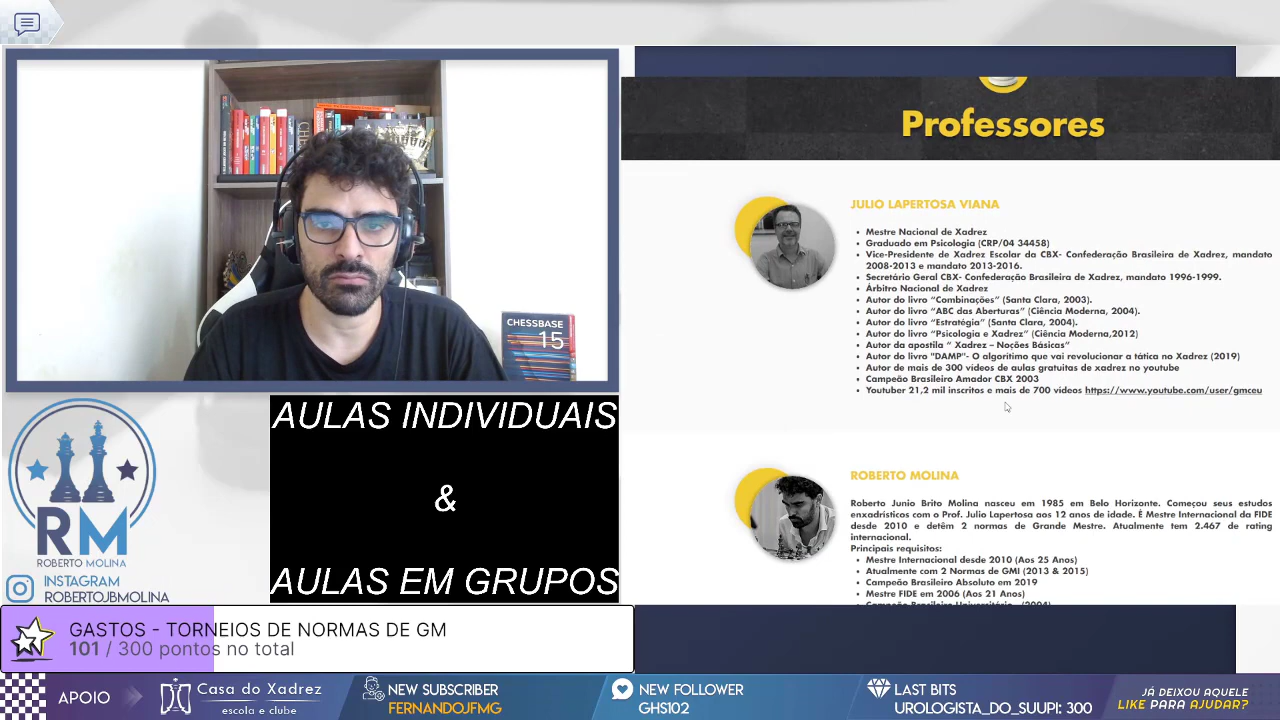 CHESSBASE
15
RM
ROBERTO MOLINA
INSTAGRAM
ROBERTOJBMOLINA
AULAS INDIVIDUAIS
&
AULAS EM GRUPOS
GASTOS - TORNEIOS DE NORMAS DE GM
101 / 300 pontos no total
Professores
JULIO LAPERTOSA VIANA
• Mestre Nacional de Xadrez
• Graduado em Psicologia (CRP/04 34458)
• Vice-Presidente de Xadrez Escolar da CBX- Confederação Brasileira de Xadrez, mandato
2008-2013 e mandato 2013-2016.
• Secretário Geral CBX- Confederação Brasileira de Xadrez, mandato 1996-1999.
• Árbitro Nacional de Xadrez
• Autor do livro “Combinações” (Santa Clara, 2003).
• Autor do livro “ABC das Aberturas” (Ciência Moderna, 2004).
• Autor do livro “Estratégia” (Santa Clara, 2004).
• Autor do livro “Psicologia e Xadrez” (Ciência Moderna,2012)
• Autor da apostila “ Xadrez – Noções Básicas”
• Autor do livro "DAMP"- O algoritimo que vai revolucionar a tática no Xadrez (2019)
• Autor de mais de 300 videos de aulas gratuitas de xadrez no youtube
• Campeão Brasileiro Amador CBX 2003
• Youtuber 21,2 mil inscritos e mais de 700 videos https://www.youtube.com/user/gmceu
ROBERTO MOLINA
Roberto Junio Brito Molina nasceu em 1985 em Belo Horizonte. Começou seus estudos
enxadrísticos com o Prof. Julio Lapertosa aos 12 anos de idade. É Mestre Internacional da FIDE
desde 2010 e detêm 2 normas de Grande Mestre. Atualmente tem 2.467 de rating
internacional.
Principais requisitos:
• Mestre Internacional desde 2010 (Aos 25 Anos)
• Atualmente com 2 Normas de GMI (2013 & 2015)
• Campeão Brasileiro Absoluto em 2019
• Mestre FIDE em 2006 (Aos 21 Anos)
• Campeão Brasileiro Universitário (2004)
APOIO
Casa do Xadrez
escola e clube
NEW SUBSCRIBER
FERNANDOJFMG
NEW FOLLOWER
GHS102
LAST BITS
UROLOGISTA_DO_SUUPI: 300
JÁ DEIXOU AQUELE
LIKE PARA AJUDAR?